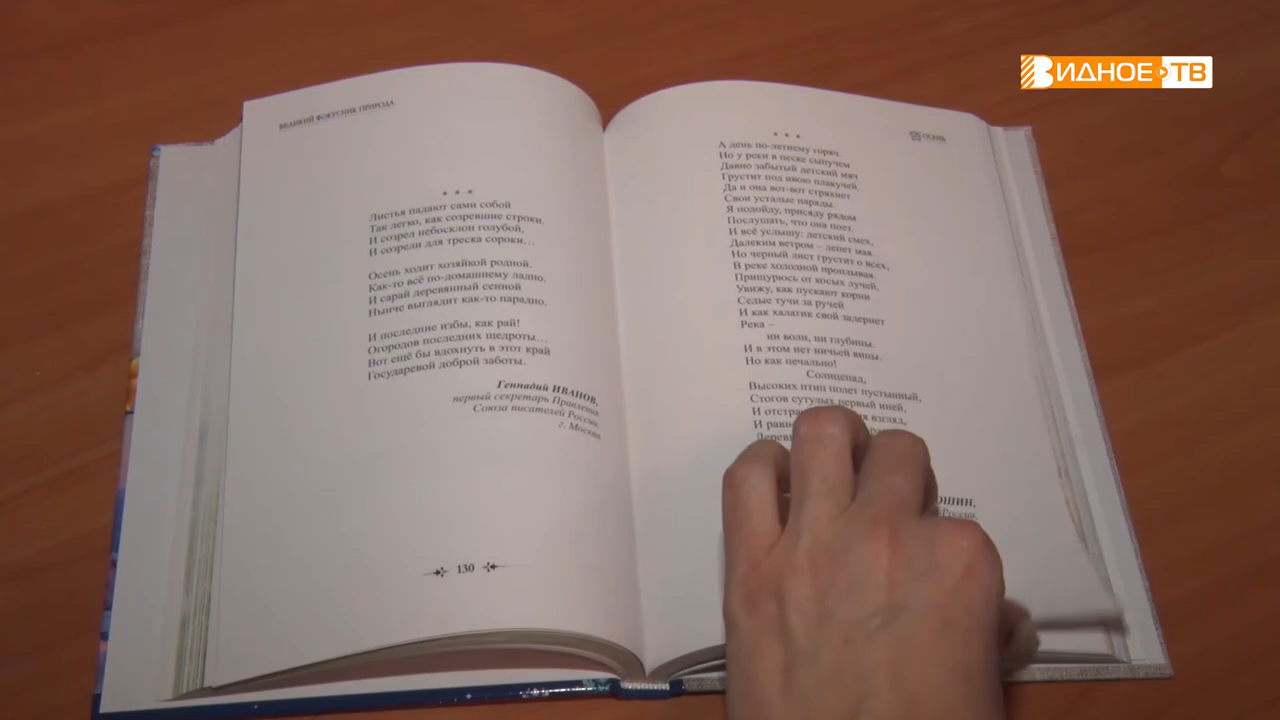 ВИДНОЕ ТВ
ВЕЛИКИЙ ФОКУСНИК ПРИРОДА
* * *
Листья падают сами собой
Так легко, как созревшие строки.
И созрел небосклон голубой,
И созрели для треска сороки…
Осень ходит хозяйкой родной.
Как-то всё по-домашнему ладно.
И сарай деревянный сенной
Нынче выглядит как-то парадно.
И последние избы, как рай!
Огородов последних щедроты…
Вот ещё бы вдохнуть в этот край
Государевой доброй заботы.
Геннадий ИВАНОВ,
первый секретарь Правления
Союза писателей России,
г. Москва
130
ОСЕНЬ
* * *
А день по-летнему горяч.
Но у реки в песке сыпучем
Давно забытый детский мяч
Грустит под ивою плакучей.
Да и она вот-вот стряхнет
Свои усталые наряды.
Я подойду, присяду рядом
Послушать, что она поет.
И всё услышу: детский смех,
Далеким ветром – лепет мая.
Но черный лист грустит о всех,
В реке холодной проплывая.
Прищурюсь от косых лучей,
Увижу, как пускают корни
Седые тучи за ручей
И как халатик свой задернет
Река –
ни волн, ни глубины.
И в этом нет ничьей вины.
Но как печально!
Солнцепад,
Высоких птиц полет пустынный,
Стогов сутулых первый иней,
И взгляд,
И
России,